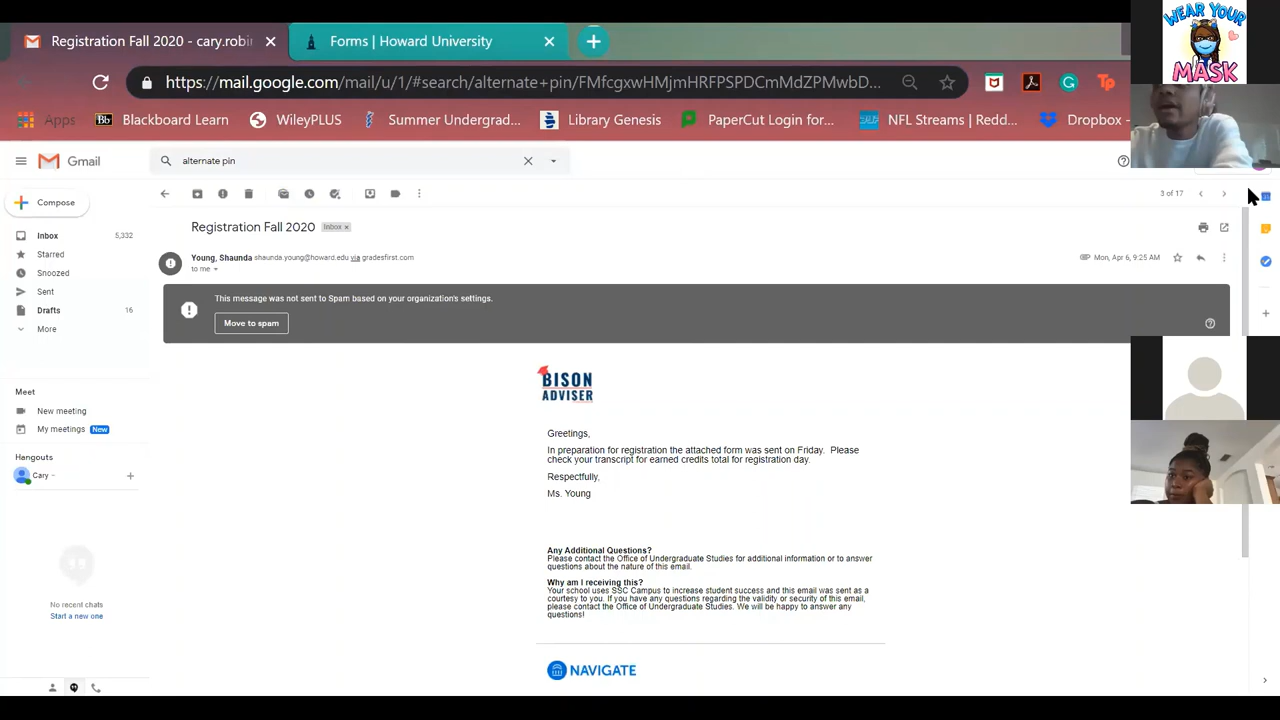 WEAR YOUR
MASK
Registration Fall 2020 - cary.robin
Forms | Howard University
https://mail.google.com/mail/u/1/#search/alternate+pin/FMfcgxwHMjmHRFPSPDCmMdZPMwbD...
Apps
Bb Blackboard Learn
WileyPLUS
Summer Undergrad...
Library Genesis
PaperCut Login for...
NFL Streams | Redd...
Dropbox -
Gmail
alternate pin
Compose
3 of 17
Inbox 5,332
Starred
Snoozed
Sent
Drafts 16
More
Meet
New meeting
My meetings New
Hangouts
Cary
No recent chats
Start a new one
Registration Fall 2020 Inbox x
Young, Shaunda shaunda.young@howard.edu via gradesfirst.com
Mon, Apr 6, 9:25 AM
to me
This message was not sent to Spam based on your organization's settings.
Move to spam
BISON
ADVISER
Greetings,
In preparation for registration the attached form was sent on Friday. Please
check your transcript for earned credits total for registration day.
Respectfully,
Ms. Young
Any Additional Questions?
Please contact the Office of Undergraduate Studies for additional information or to answer
questions about the nature of this email.
Why am I receiving this?
Your school uses SSC Campus to increase student success and this email was sent as a
courtesy to you. If you have any questions regarding the validity or security of this email,
please contact the Office of Undergraduate Studies. We will be happy to answer any
questions!
NAVIGATE